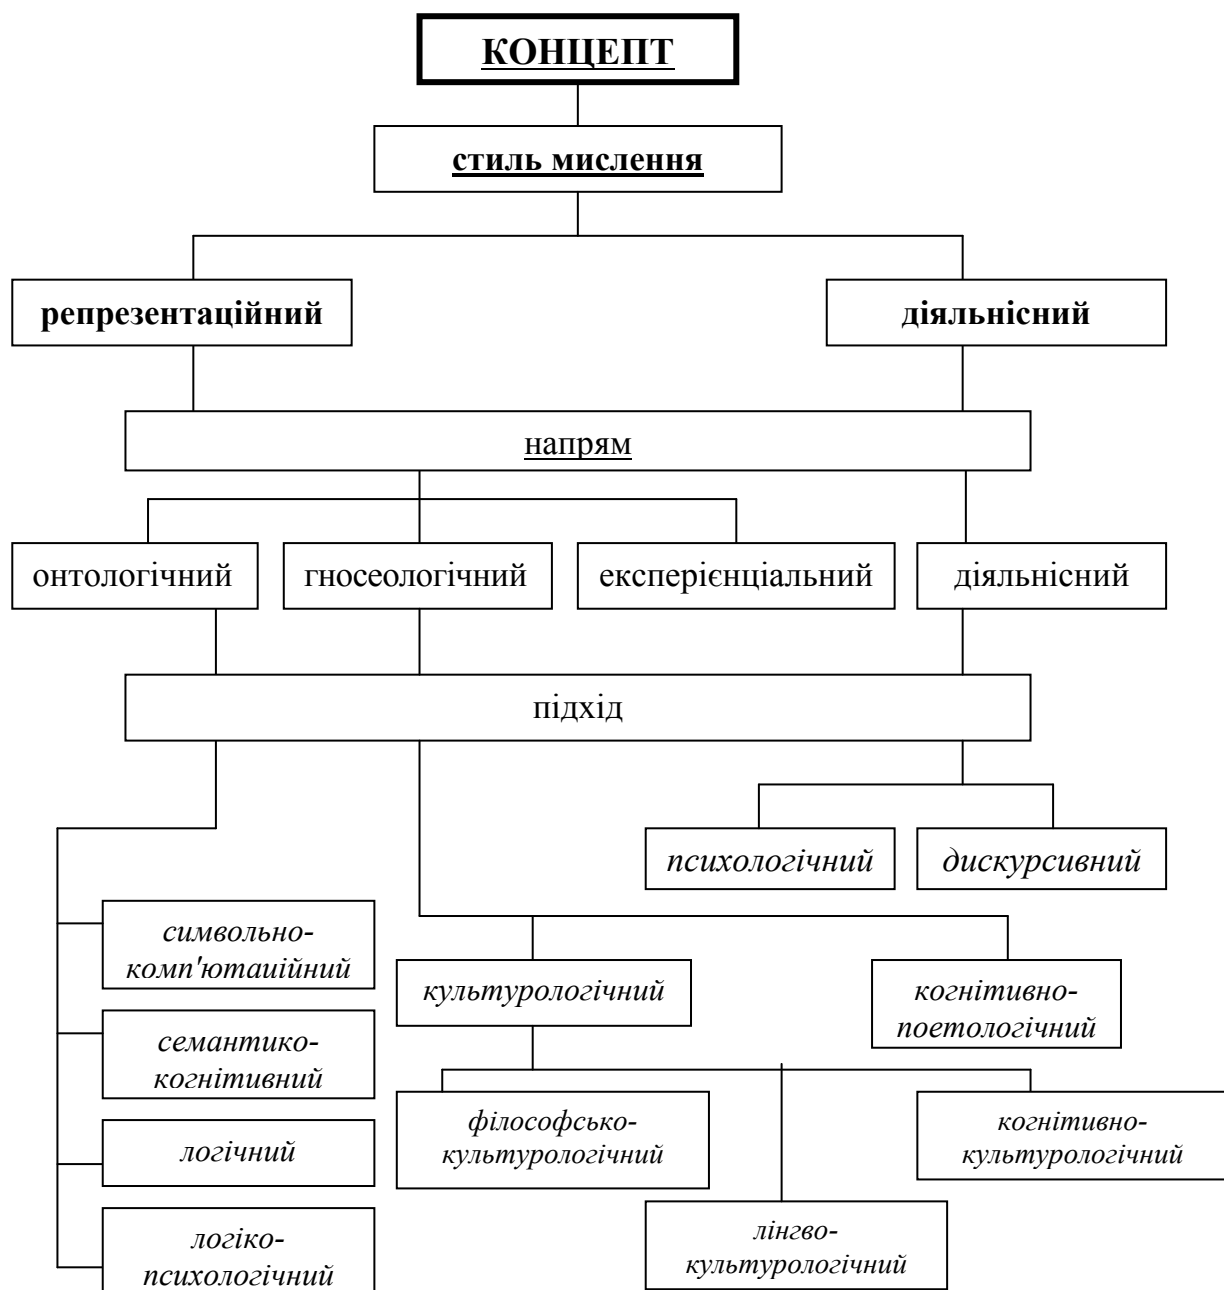 КОНЦЕПТ
стиль мислення
репрезентаційний
діяльнісний
напрям
онтологічний
гносеологічний
експерієнціальний
діяльнісний
підхід
психологічний
дискурсивний
символьно-
комп'ютаційний
семантико-
когнітивний
логічний
логіко-
психологічний
культурологічний
когнітивно-
поетологічний
філософсько-
культурологічний
когнітивно-
культурологічний
лінгво-
культурологічний